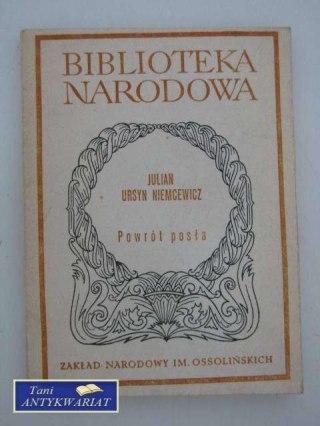 BIBLIOTEKA
NARODOWA
JULIAN
URSYN NIEMCEWICZ
Powrót posła
ZAKŁAD NARODOWY IM. OSSOLIŃSKICH
Tani
ANTYKWARIAT